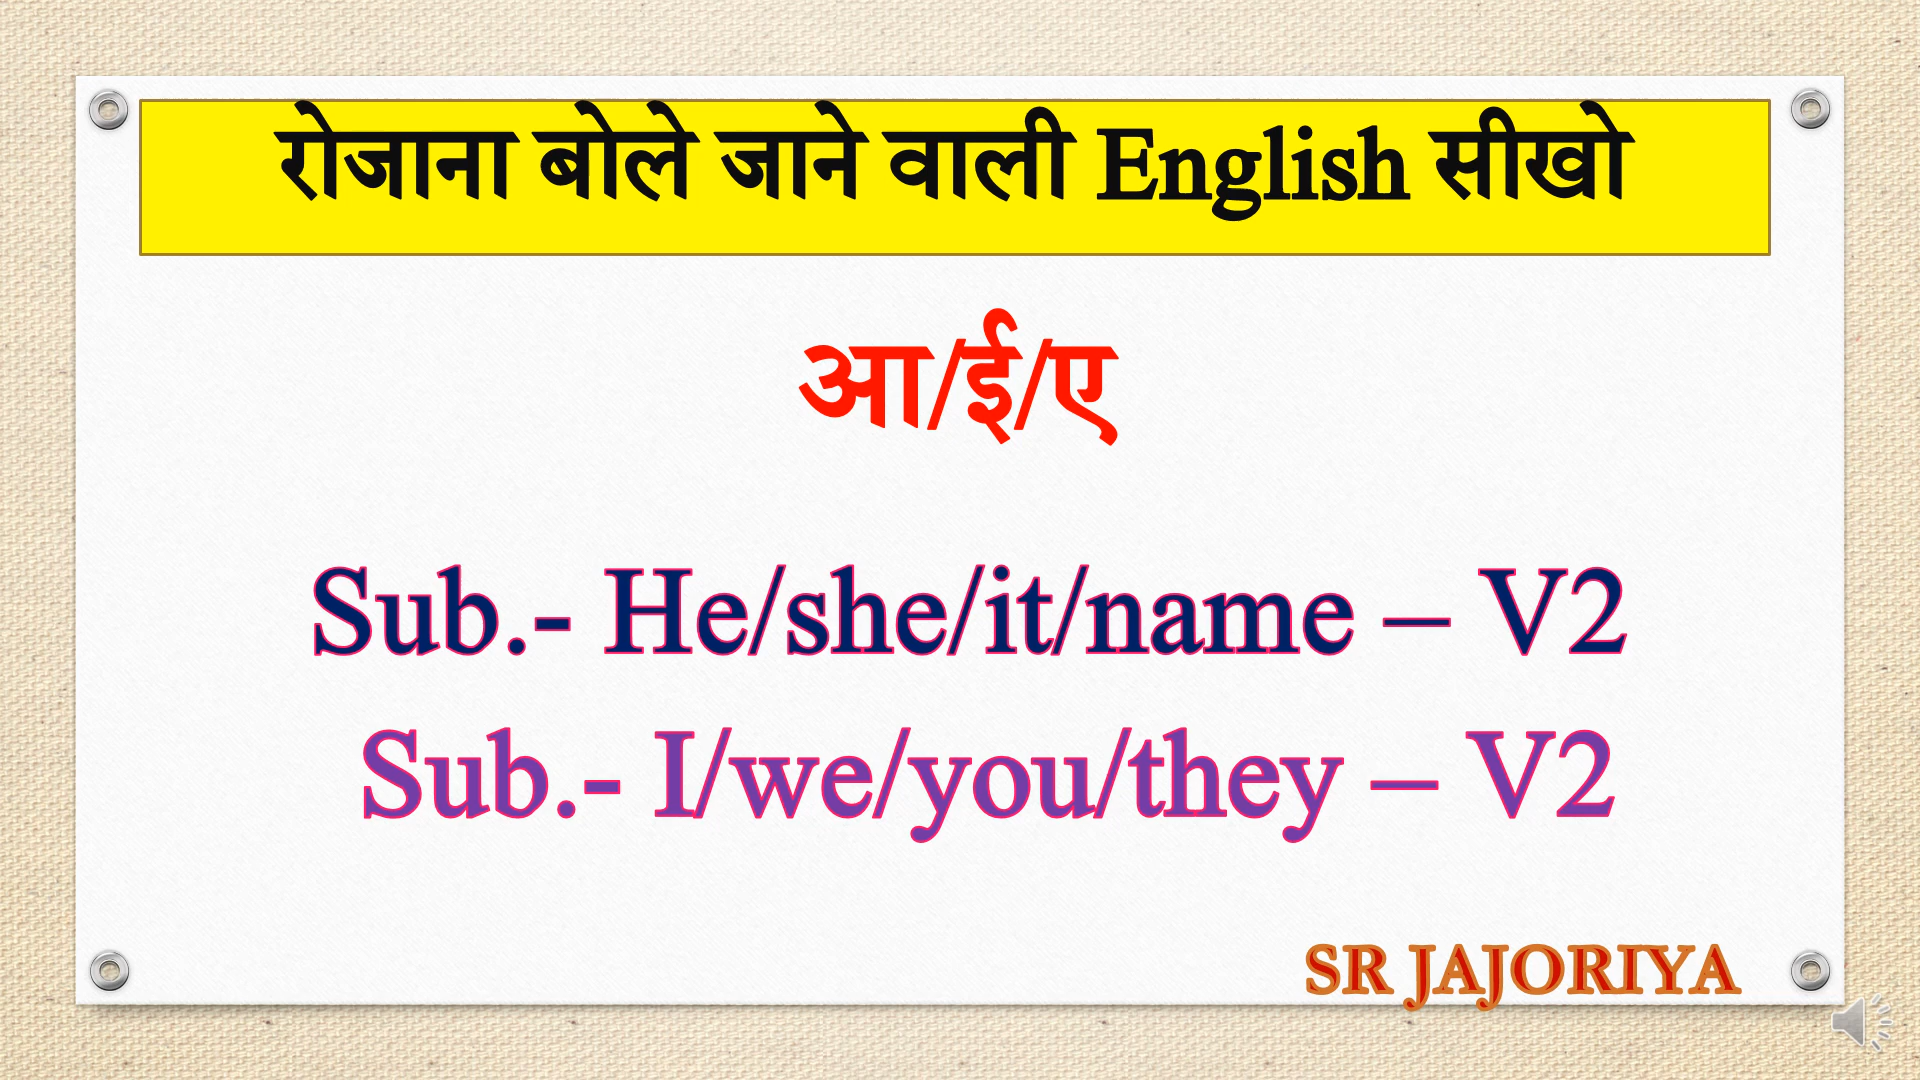 रोजाना बोले जाने वाली English सीखो
आ/ई/ए
Sub.- He/she/it/name – V2
Sub.- I/we/you/they – V2
SR JAJORIYA